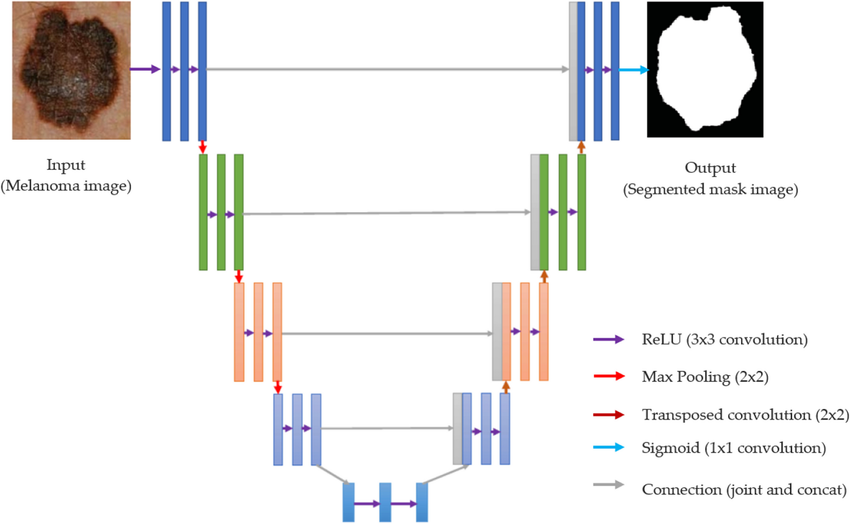 Input
(Melanoma image)
Output
(Segmented mask image)
ReLU (3x3 convolution)
Max Pooling (2x2)
Transposed convolution (2x2)
Sigmoid (1x1 convolution)
Connection (joint and concat)